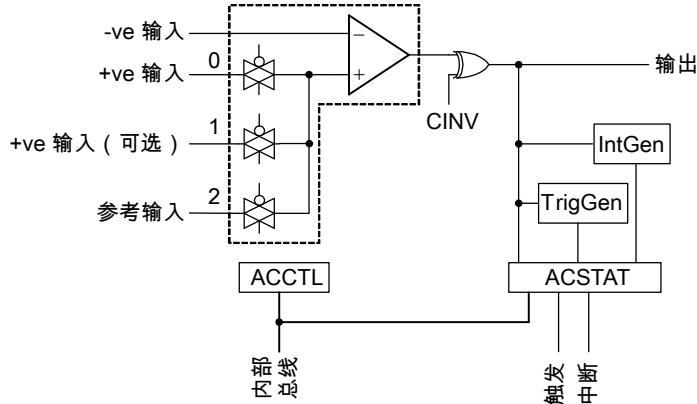 -ve 输入
+ve 输入
0
+ve 输入（可选）
1
参考输入
2
−
+
CINV
输出
IntGen
TrigGen
ACCTL
ACSTAT
内部
总线
触发
中断